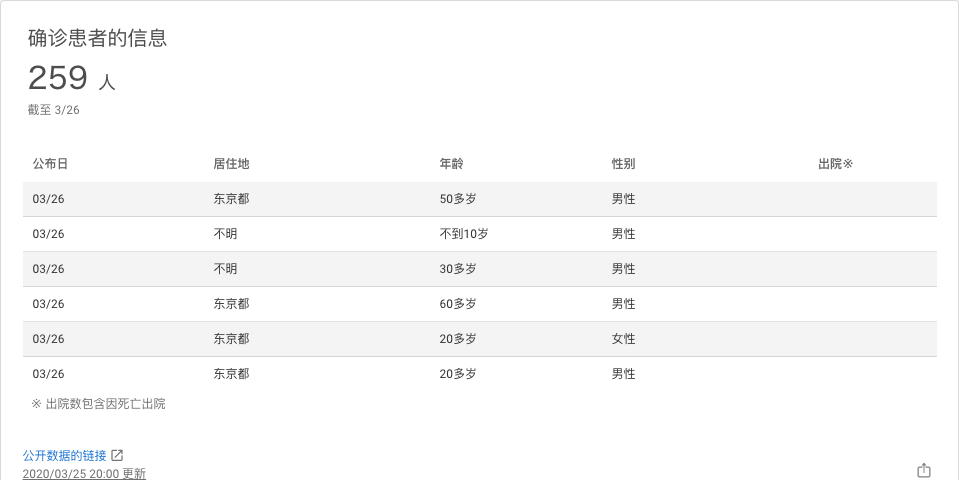 确诊患者的信息
259 人
截至 3/26
公布日 居住地 年龄 性别 出院※
03/26 东京都 50多岁 男性
03/26 不明 不到10岁 男性
03/26 不明 30多岁 男性
03/26 东京都 60多岁 男性
03/26 东京都 20多岁 女性
03/26 东京都 20多岁 男性
※ 出院数包含因死亡出院
公开数据的链接
2020/03/25 20:00 更新